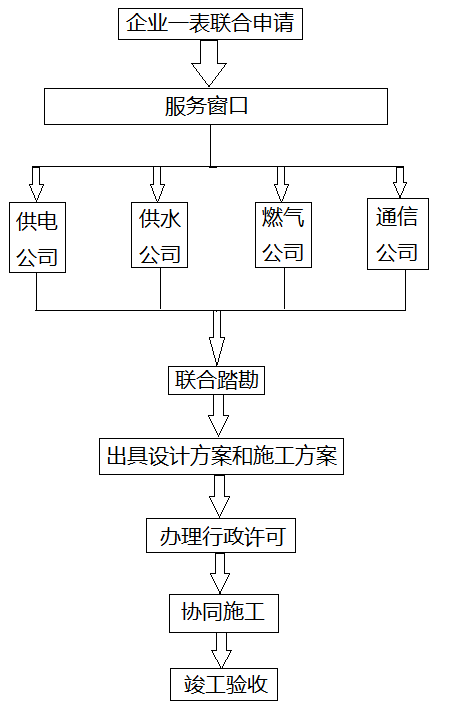 企业一表联合申请
服务窗口
供电
公司
供水
公司
燃气
公司
通信
公司
联合踏勘
出具设计方案和施工方案
办理行政许可
协同施工
竣工验收